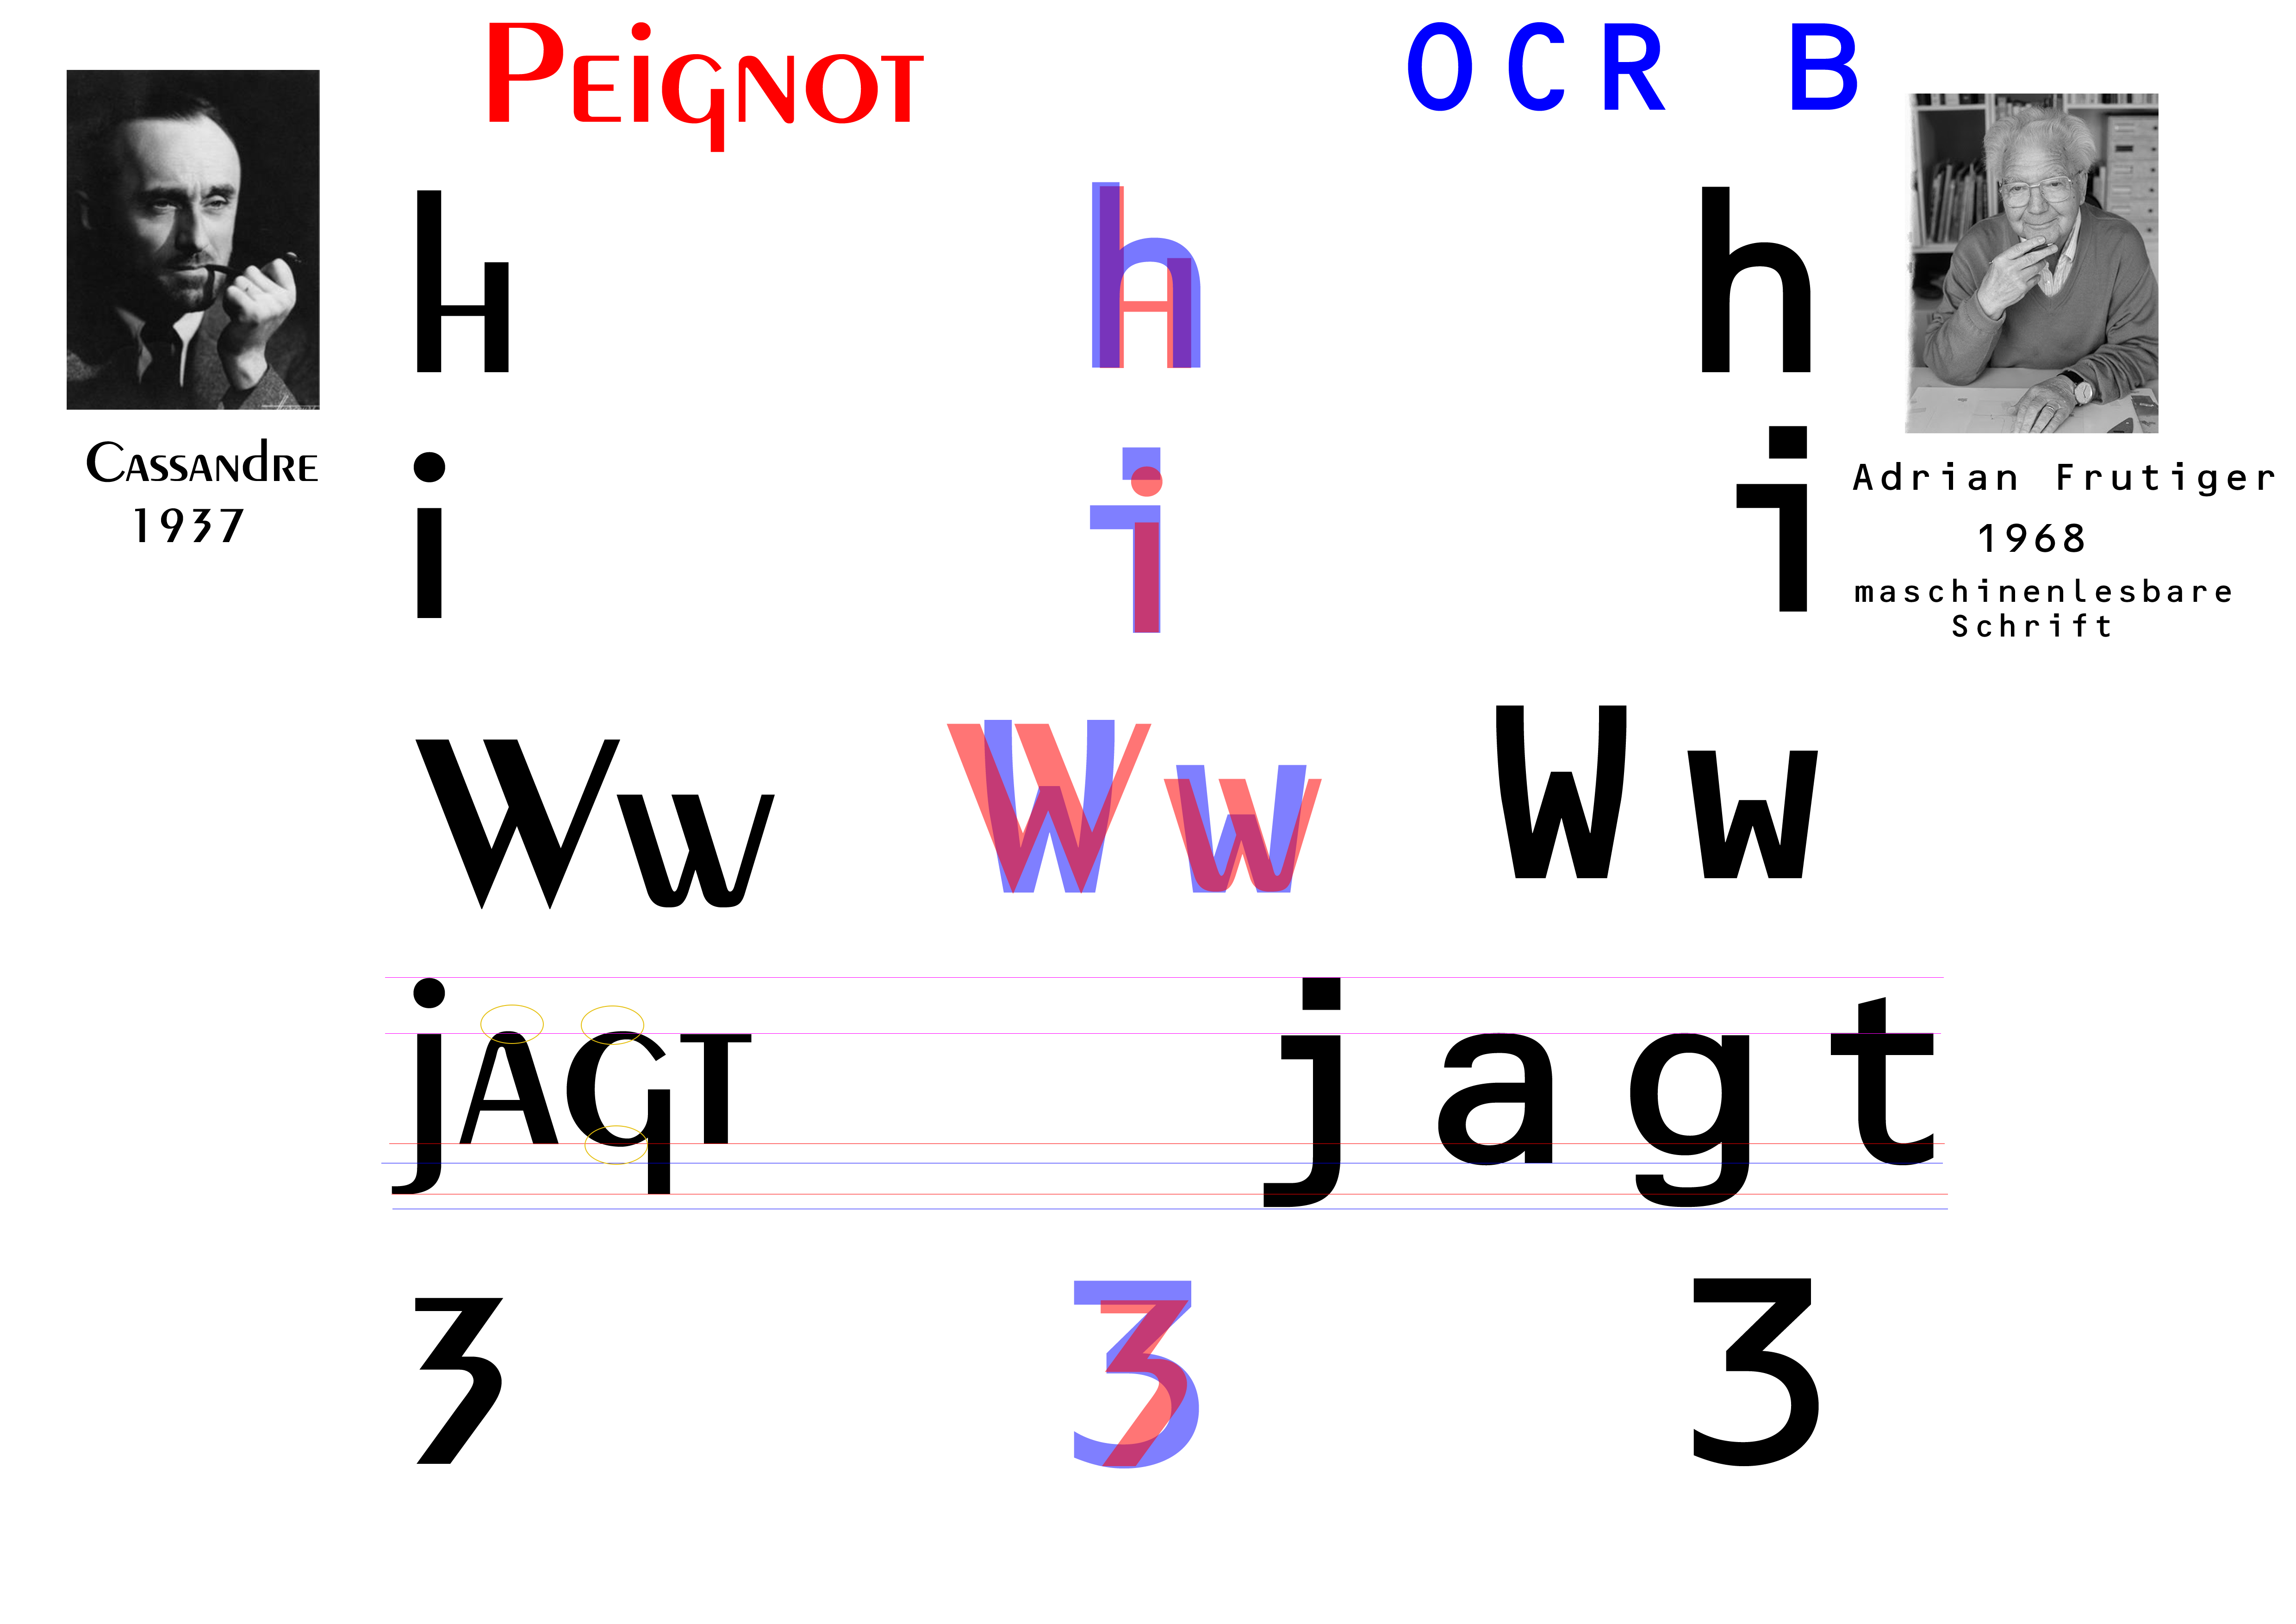 Peignot
OCR B
h
h
h
i
i
i
Cassandre
1937
Adrian Frutiger
1968
maschinenlesbare
Schrift
Ww
Ww
Ww
jagt
jagt
3
3
3